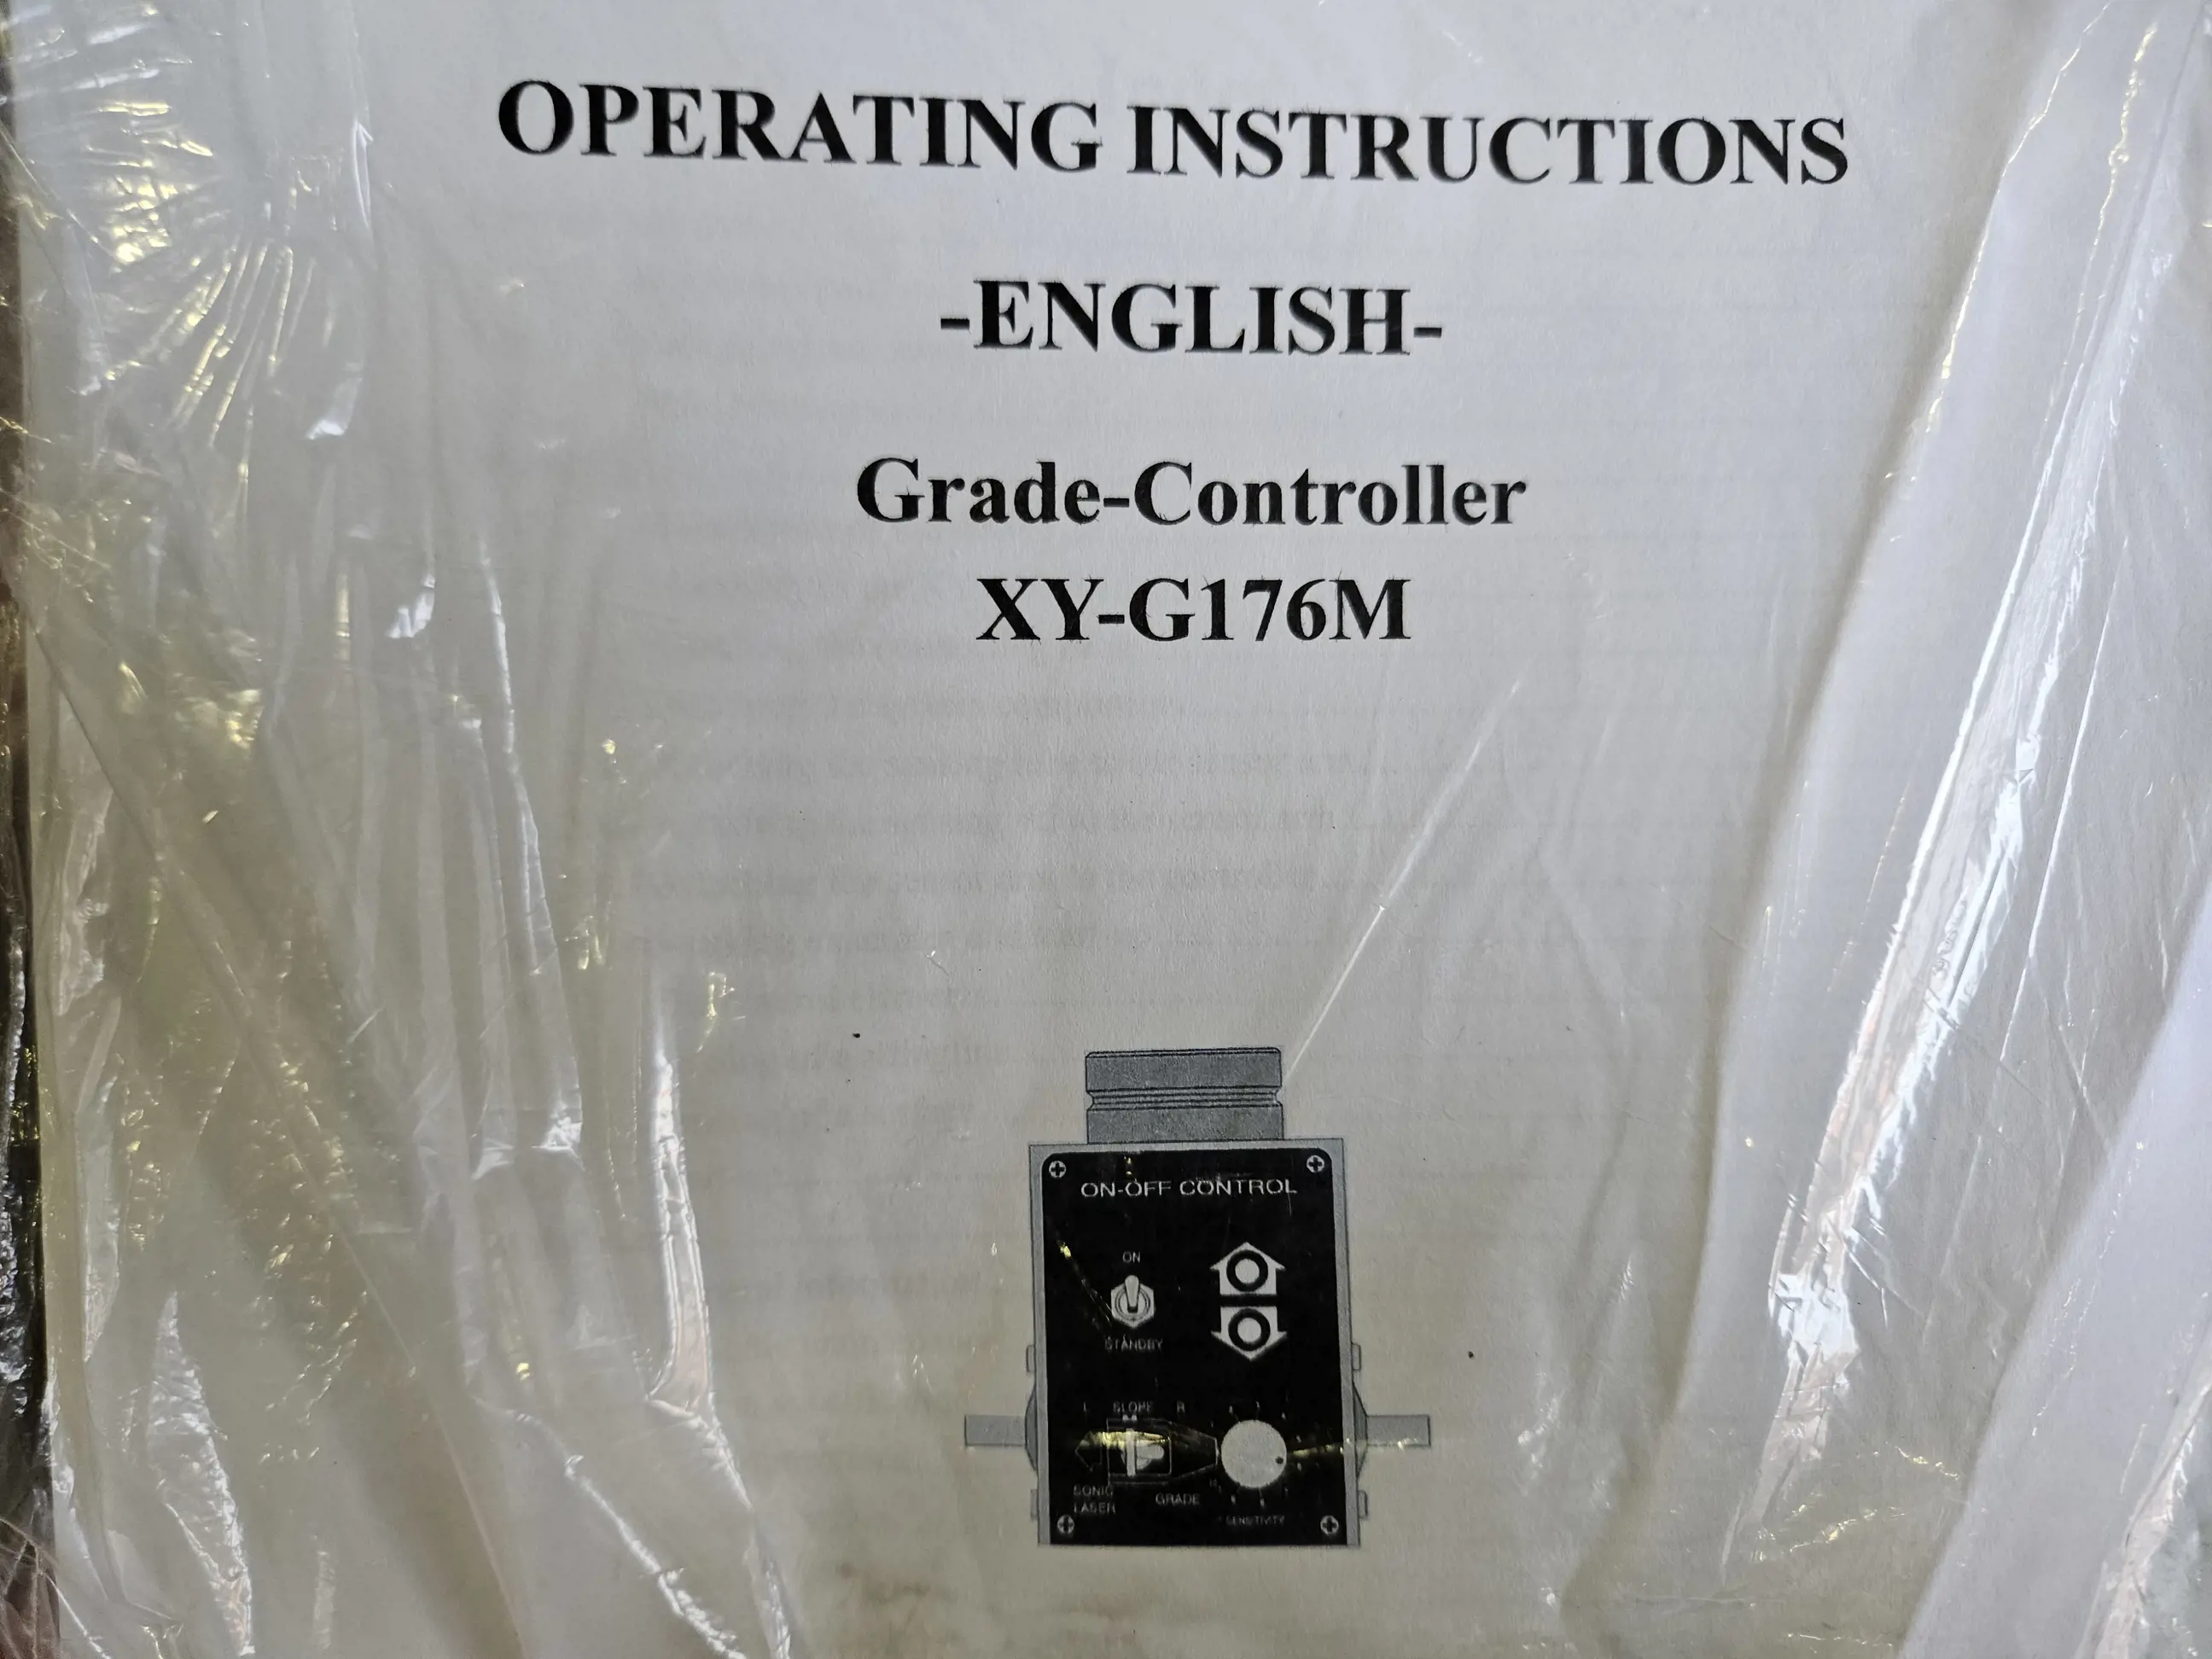 OPERATING INSTRUCTIONS
-ENGLISH-
Grade-Controller
XY-G176M
ON-OFF CONTROL
ON
STANDBY
L SLOPE R
SONIC
LASER
GRADE
SENSITIVITY